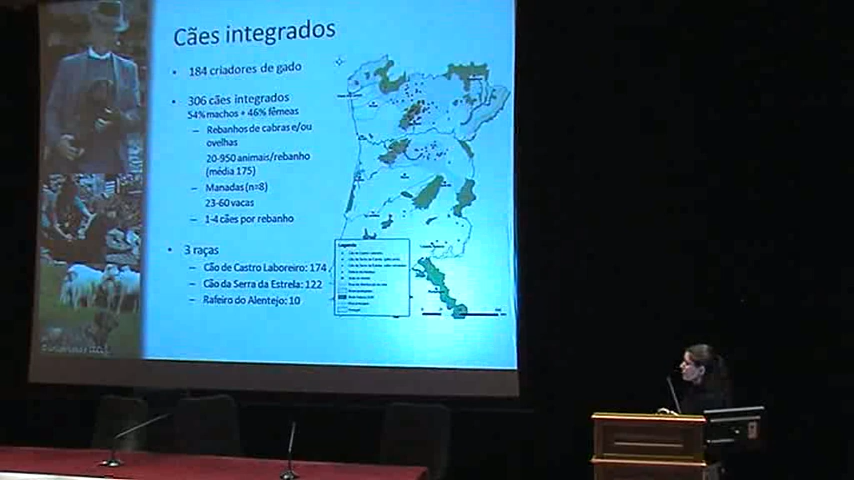 Cães integrados
184 criadores de gado
306 cães integrados
54% machos + 46% fêmeas
Rebanhos de cabras e/ou
ovelhas
20-950 animais/rebanho
(média 175)
Manadas (n=8)
23-60 vacas
1-4 cães por rebanho
3 raças
Cão de Castro Laboreiro: 174
Cão da Serra da Estrela: 122
Rafeiro do Alentejo: 10